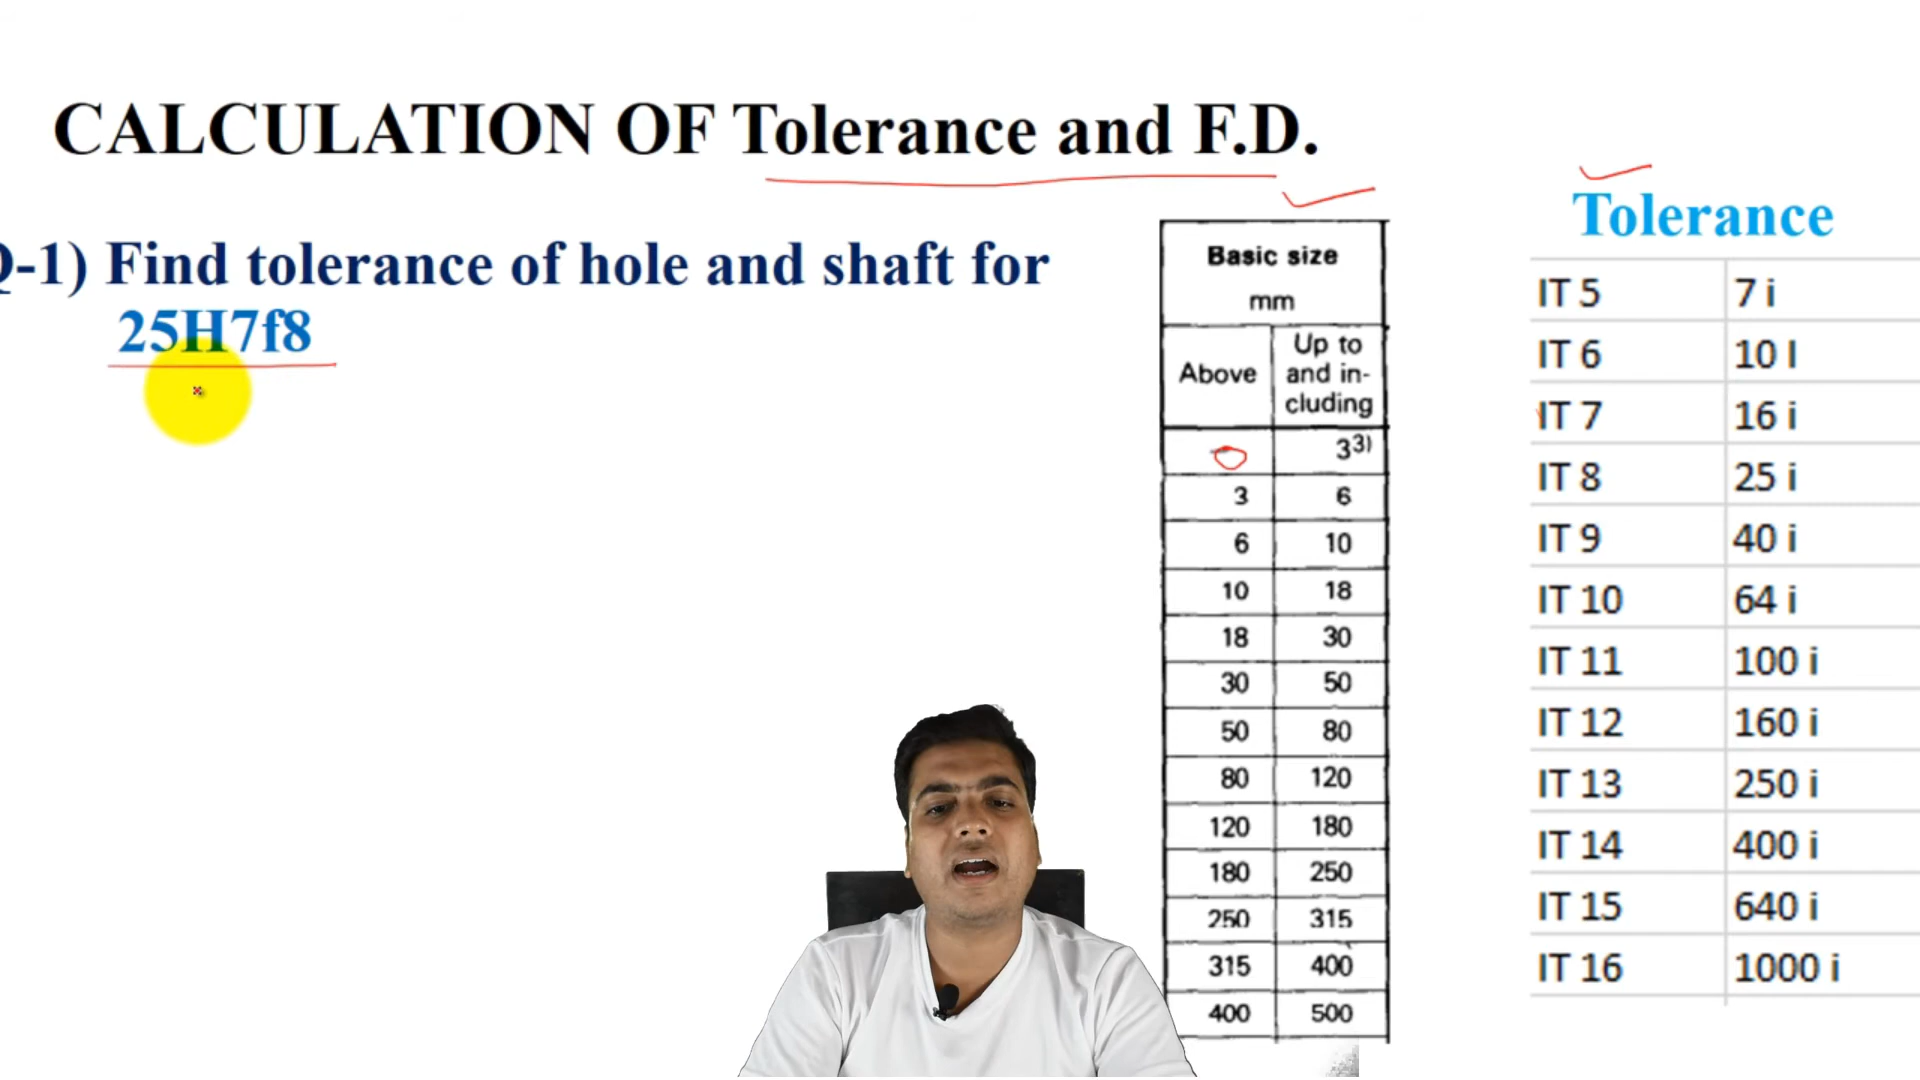 CALCULATION OF Tolerance and F.D.
Q-1) Find tolerance of hole and shaft for
25H7f8
Basic size
mm
Above
Up to
and in-
cluding
– 3 3)
3 6
6 10
10 18
18 30
30 50
50 80
80 120
120 180
180 250
250 315
315 400
400 500
Tolerance
IT 5 7 i
IT 6 10 I
IT 7 16 i
IT 8 25 i
IT 9 40 i
IT 10 64 i
IT 11 100 i
IT 12 160 i
IT 13 250 i
IT 14 400 i
IT 15 640 i
IT 16 1000 i